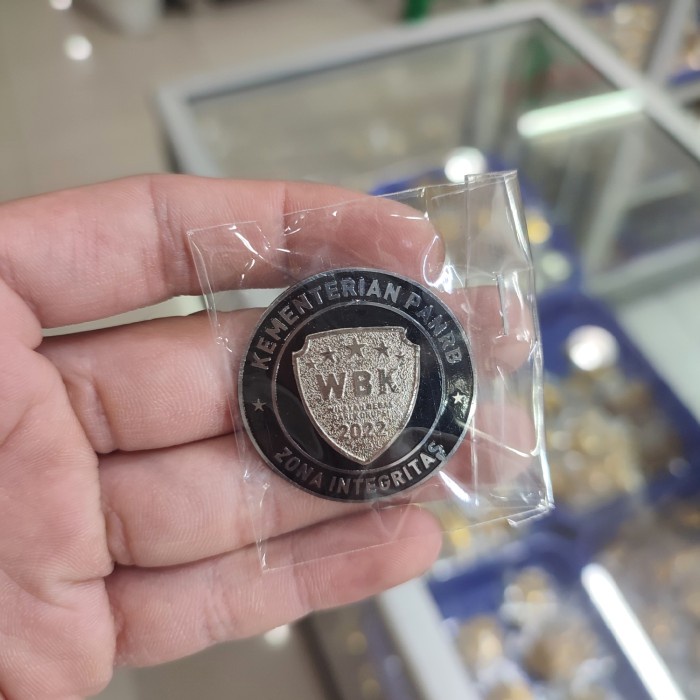 KEMENTERIAN PANRB
WBK
2022
ZONA INTEGRITAS